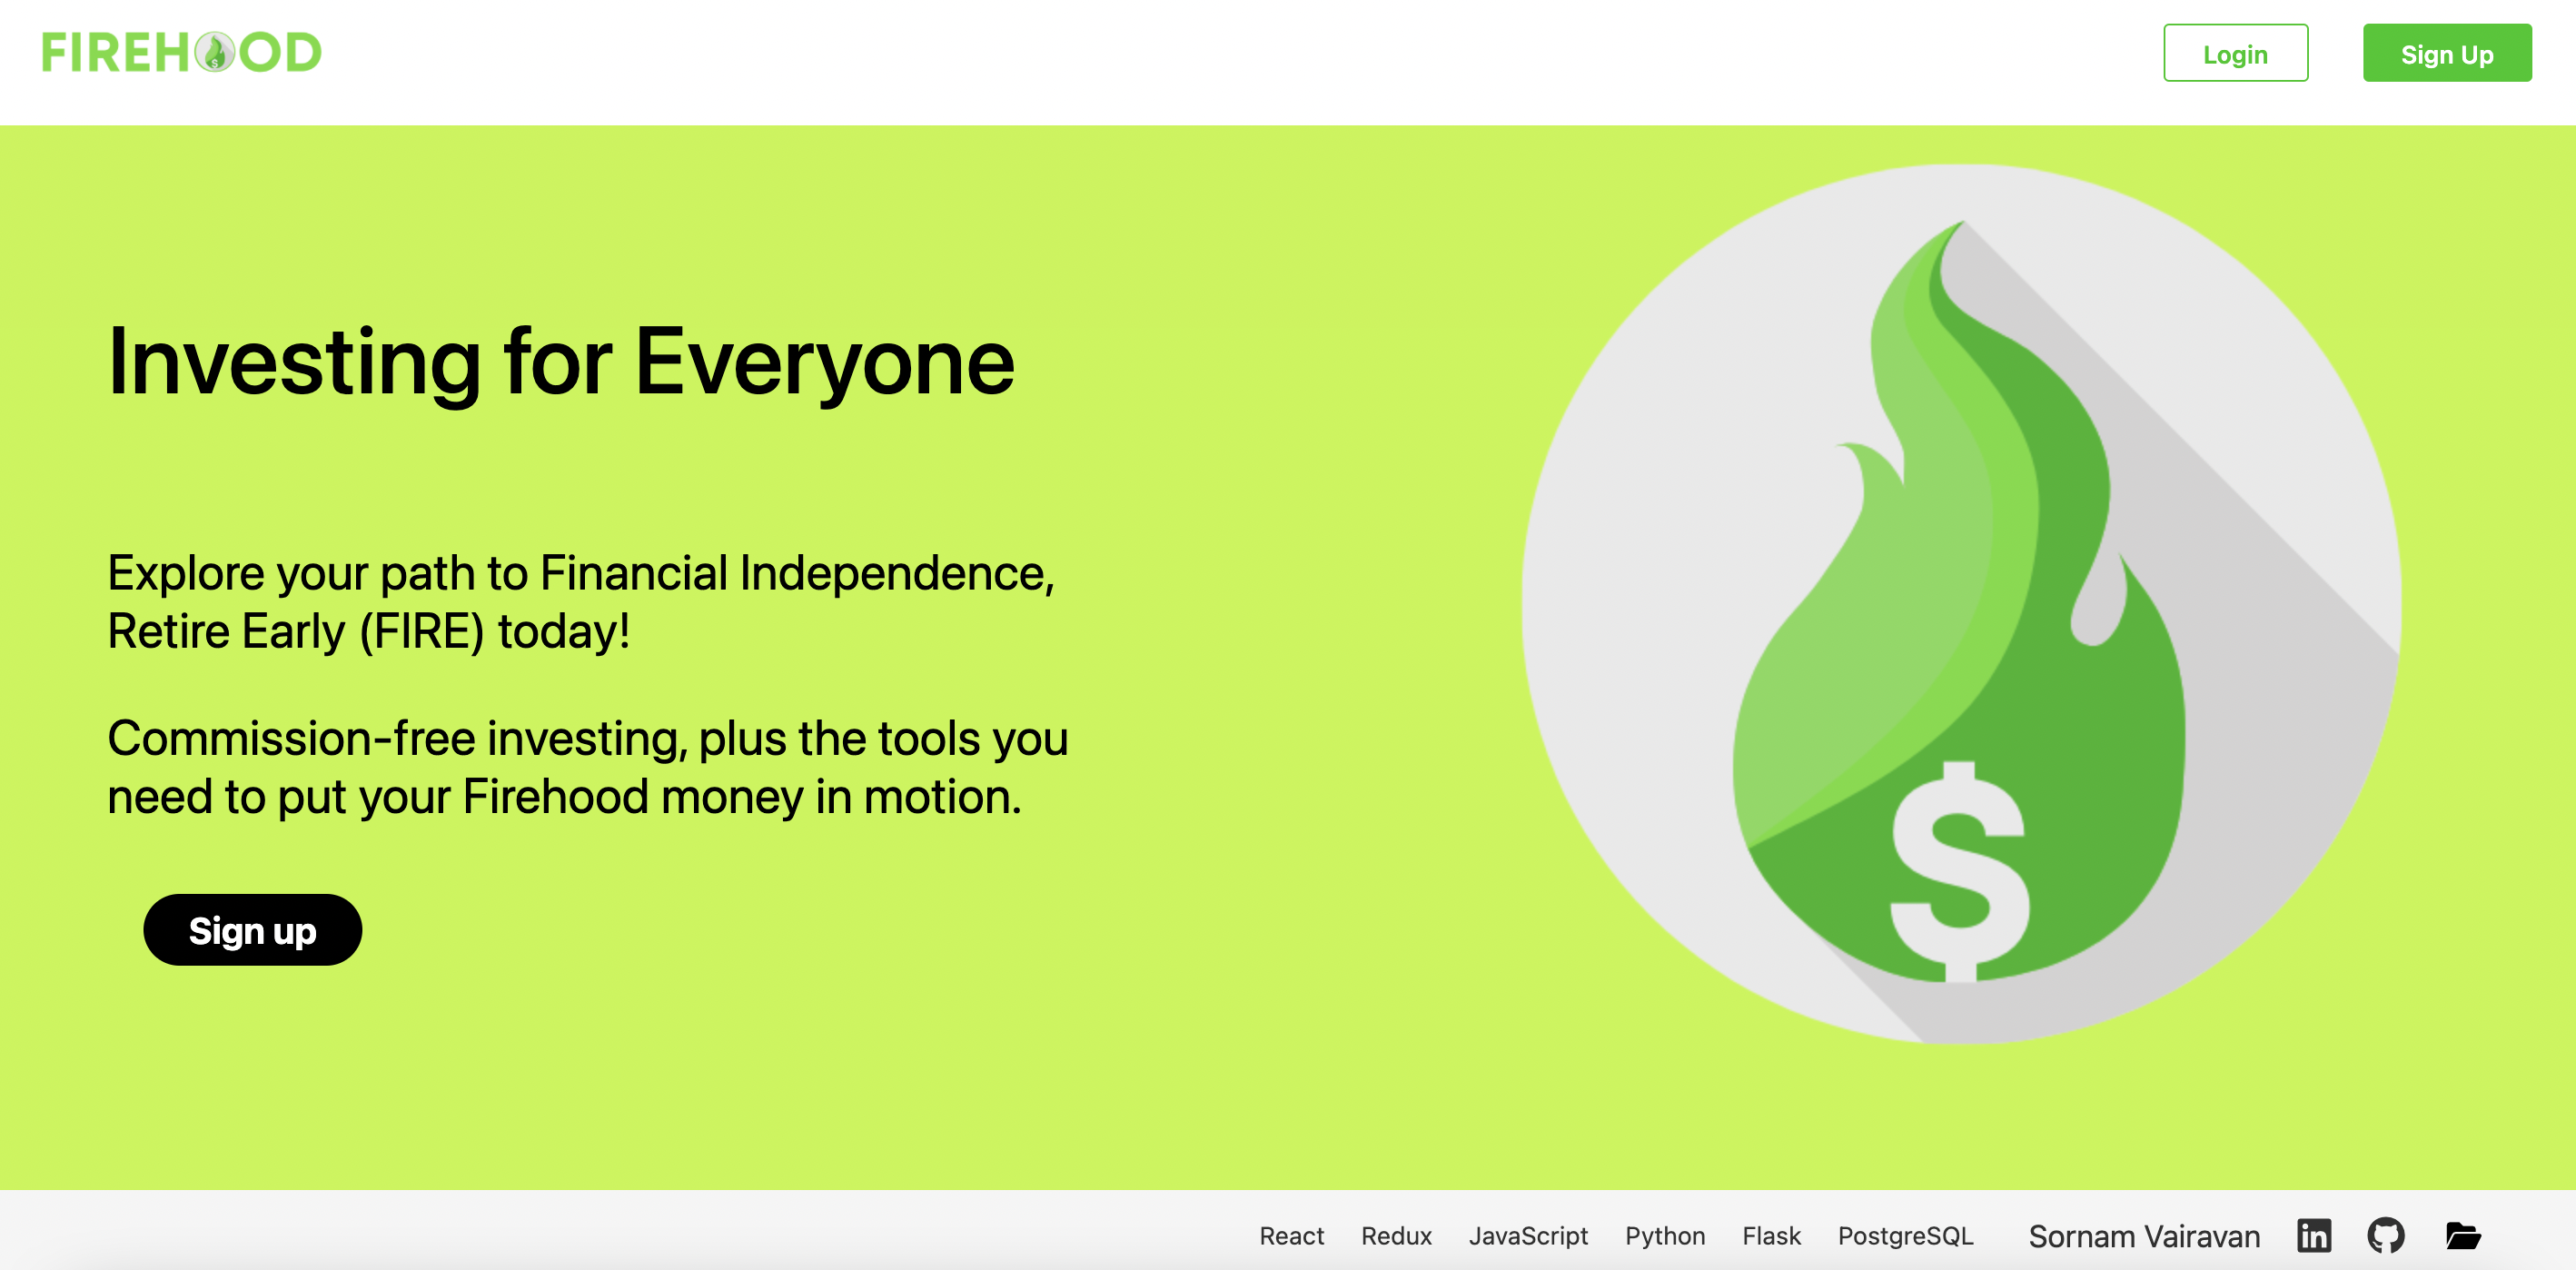 FIREHOOD
Login
Sign Up
Investing for Everyone
Explore your path to Financial Independence,
Retire Early (FIRE) today!
Commission-free investing, plus the tools you
need to put your Firehood money in motion.
Sign up
$
React Redux JavaScript Python Flask PostgreSQL Sornam Vairavan in